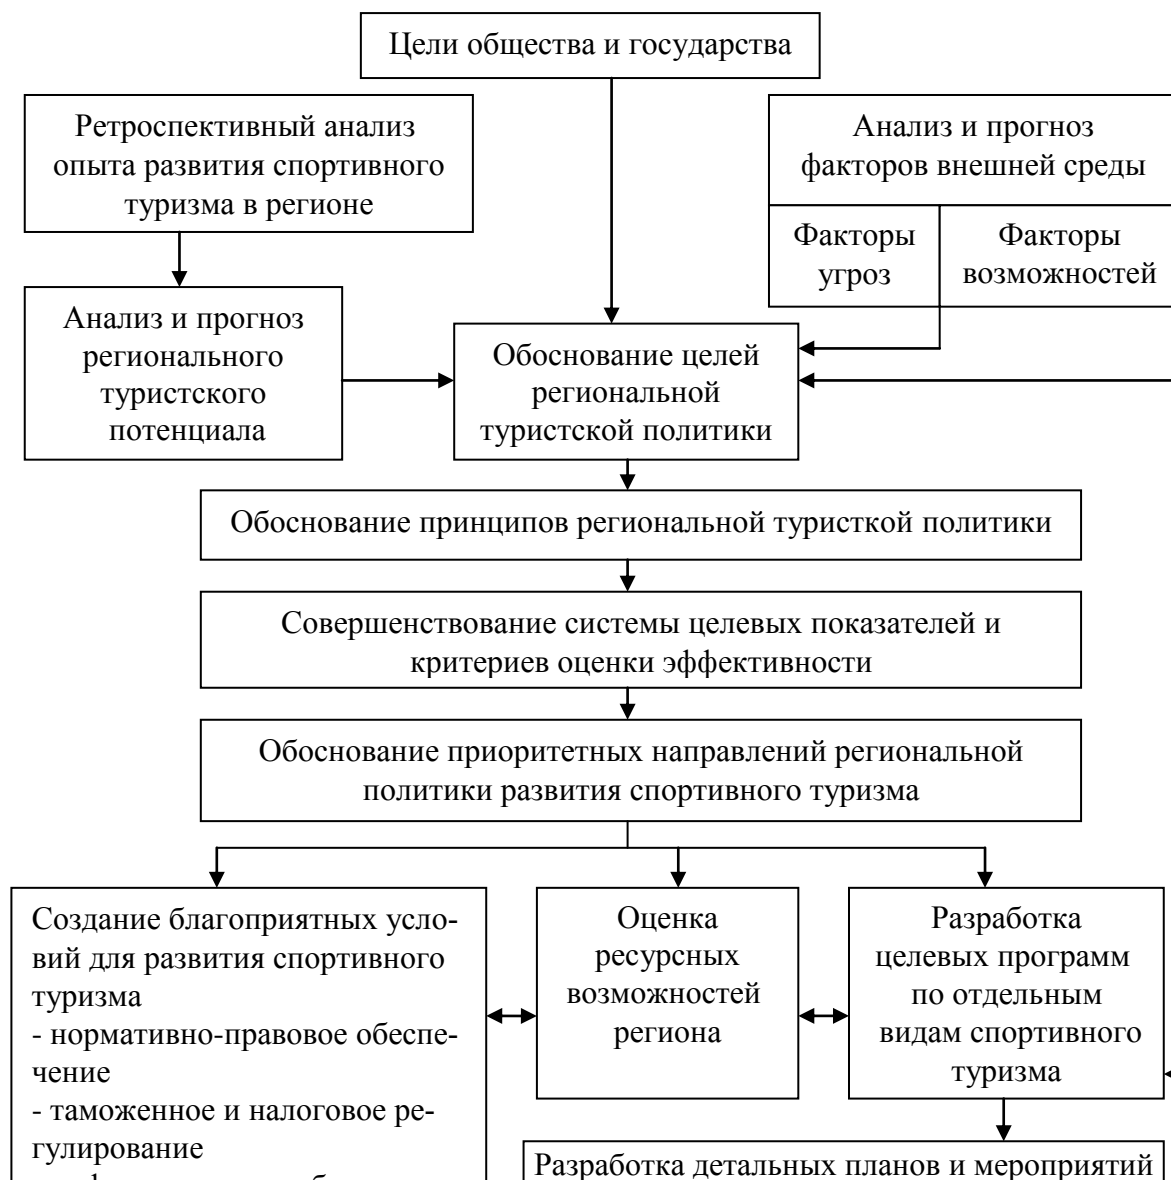 Цели общества и государства
Ретроспективный анализ
опыта развития спортивного
туризма в регионе
Анализ и прогноз
факторов внешней среды
Факторы
угроз
Факторы
возможностей
Анализ и прогноз
регионального
туристского
потенциала
Обоснование целей
региональной
туристской политики
Обоснование принципов региональной туристкой политики
Совершенствование системы целевых показателей и
критериев оценки эффективности
Обоснование приоритетных направлений региональной
политики развития спортивного туризма
Создание благоприятных усло-
вий для развития спортивного
туризма
- нормативно-правовое обеспе-
чение
- таможенное и налоговое ре-
гулирование
Оценка
ресурсных
возможностей
региона
Разработка
целевых программ
по отдельным
видам спортивного
туризма
Разработка детальных планов и мероприятий